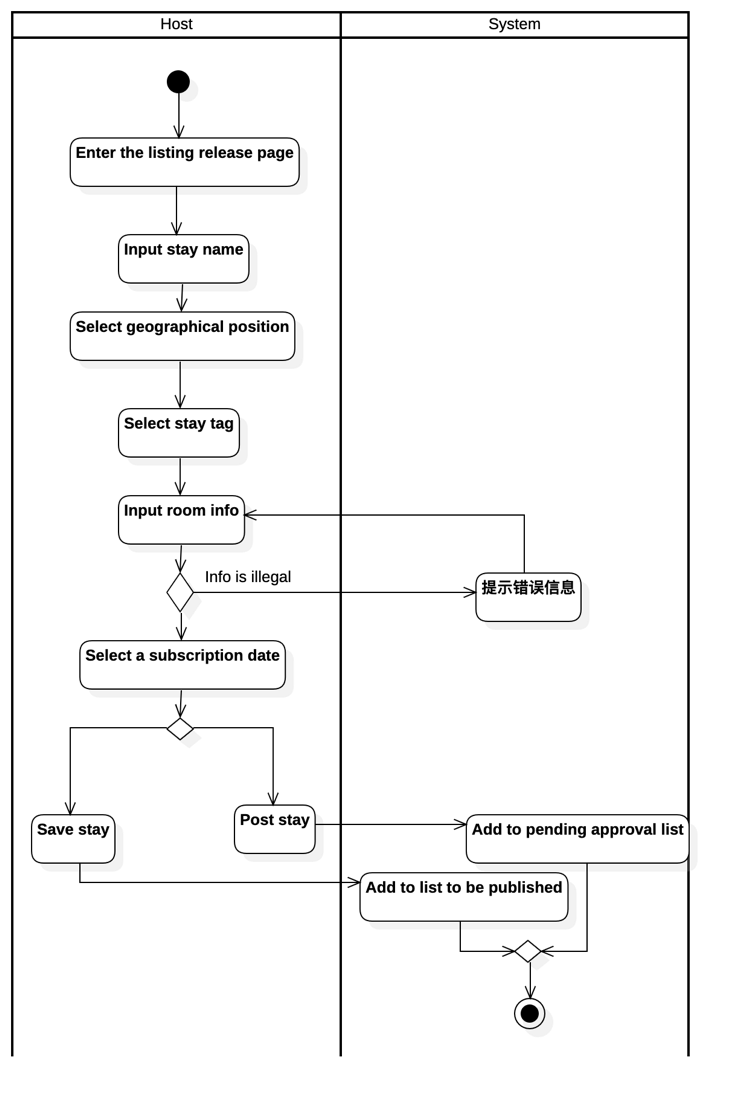 Host
System
Enter the listing release page
Input stay name
Select geographical position
Select stay tag
Input room info
Info is illegal
提示错误信息
Select a subscription date
Save stay
Post stay
Add to pending approval list
Add to list to be published